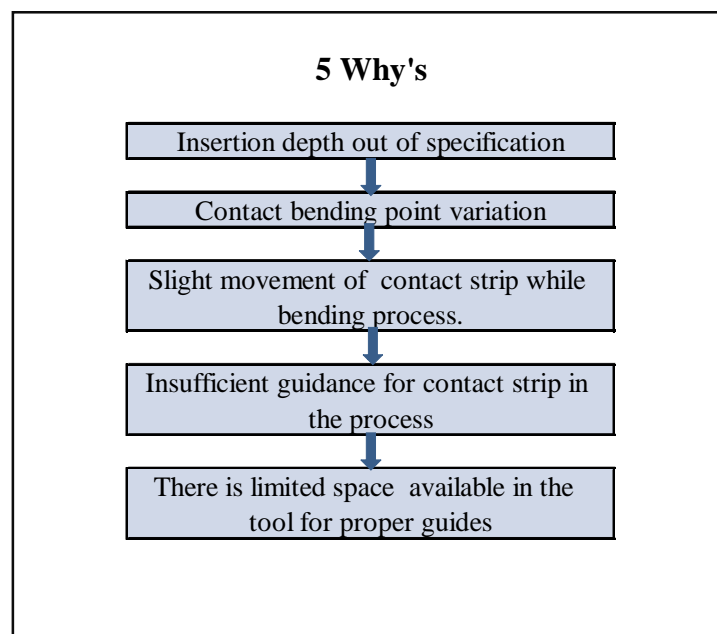 5 Why's
Insertion depth out of specification
Contact bending point variation
Slight movement of  contact strip while
bending process.
Insufficient guidance for contact strip in
the process
There is limited space  available in the
tool for proper guides